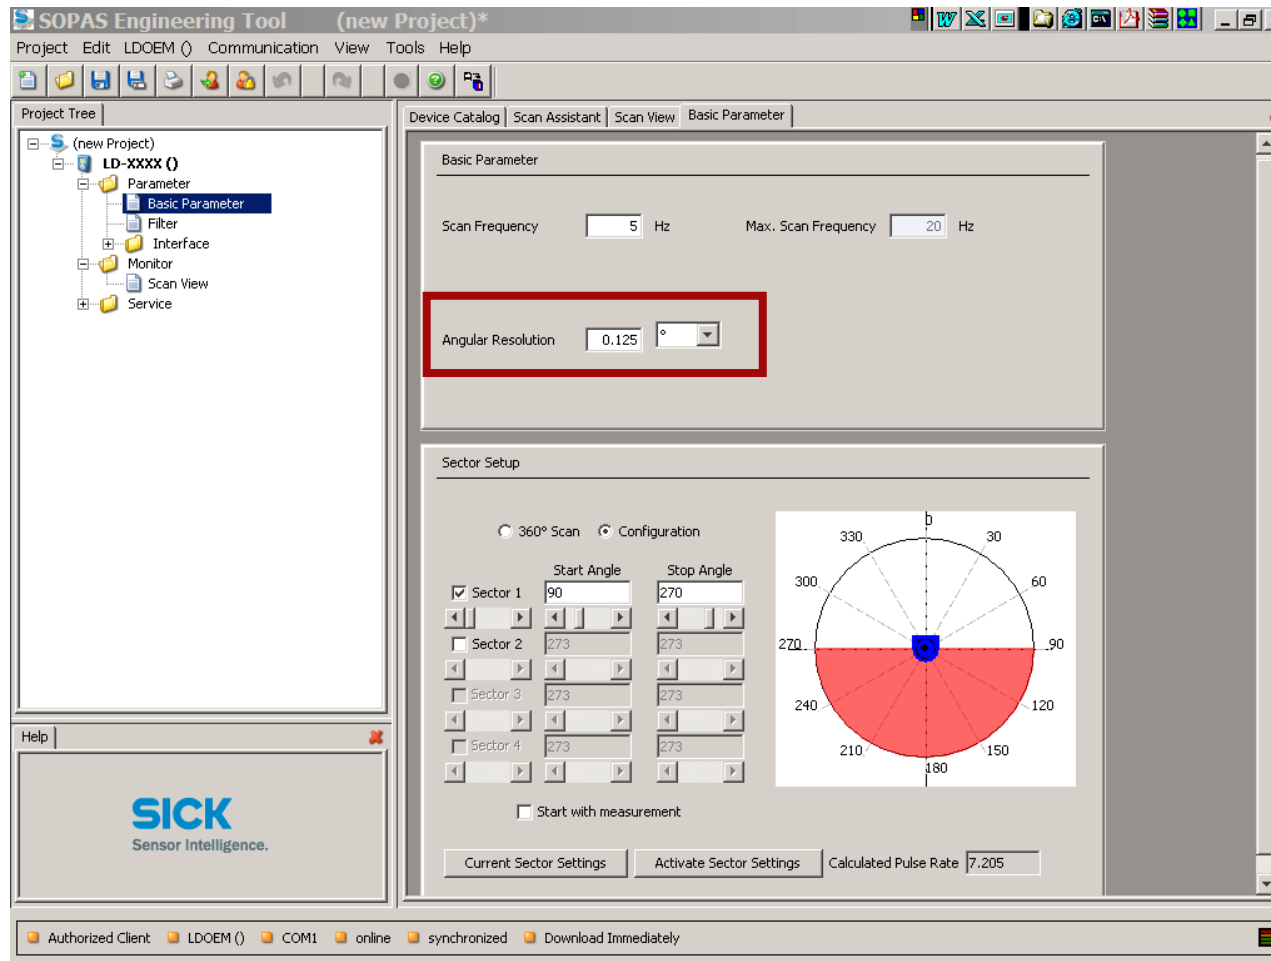 SOPAS Engineering Tool (new Project)*
Project Edit LDOEM () Communication View Tools Help
Project Tree
(new Project)
LD-XXXX ()
Parameter
Basic Parameter
Filter
Interface
Monitor
Scan View
Service
Help
SICK
Sensor Intelligence.
Device Catalog Scan Assistant Scan View Basic Parameter
Basic Parameter
Scan Frequency 5 Hz Max. Scan Frequency 20 Hz
Angular Resolution 0.125 °
Sector Setup
360° Scan Configuration
Start Angle Stop Angle
Sector 1 90 270
Sector 2 273 273
Sector 3 273 273
Sector 4 273 273
Start with measurement
0
330 30
300 60
270 90
240 120
210 150
180
Current Sector Settings Activate Sector Settings Calculated Pulse Rate 7.205
Authorized Client LDOEM () COM1 online synchronized Download Immediately